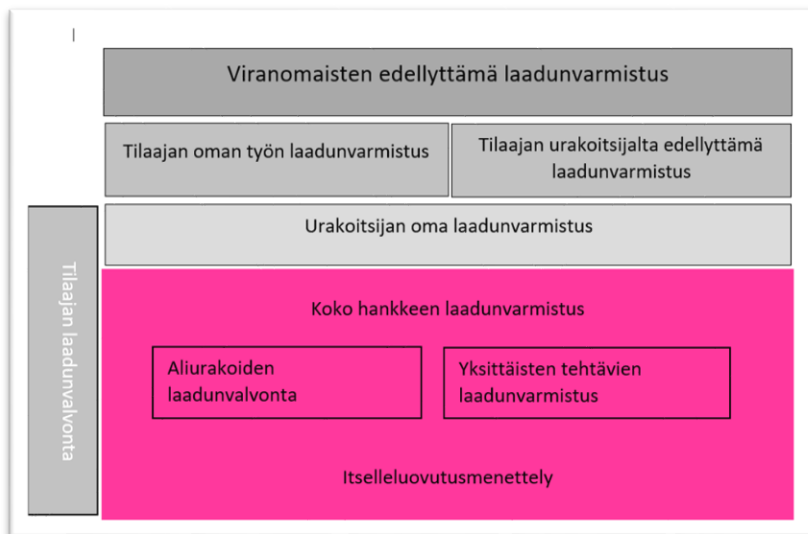 Viranomaisten edellyttämä laadunvarmistus
Tilaajan oman työn laadunvarmistus
Tilaajan urakoitsijalta edellyttämä
laadunvarmistus
Urakoitsijan oma laadunvarmistus
Tilaajan laadunvalvonta
Koko hankkeen laadunvarmistus
Aliurakoiden
laadunvalvonta
Yksittäisten tehtävien
laadunvarmistus
Itselleluovutusmenettely